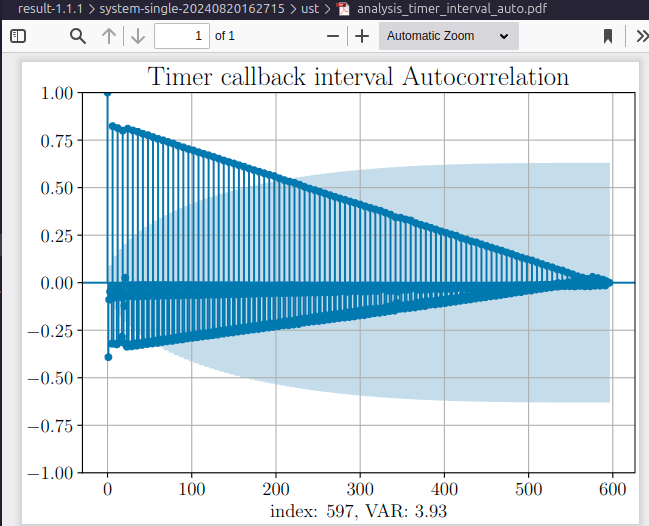 result-1.1.1 > system-single-20240820162715 > ust > analysis_timer_interval_auto.pdf
1 of 1 − + Automatic Zoom
Timer callback interval Autocorrelation
1.00
0.75
0.50
0.25
0.00
−0.25
−0.50
−0.75
−1.00
0 100 200 300 400 500 600
index: 597, VAR: 3.93